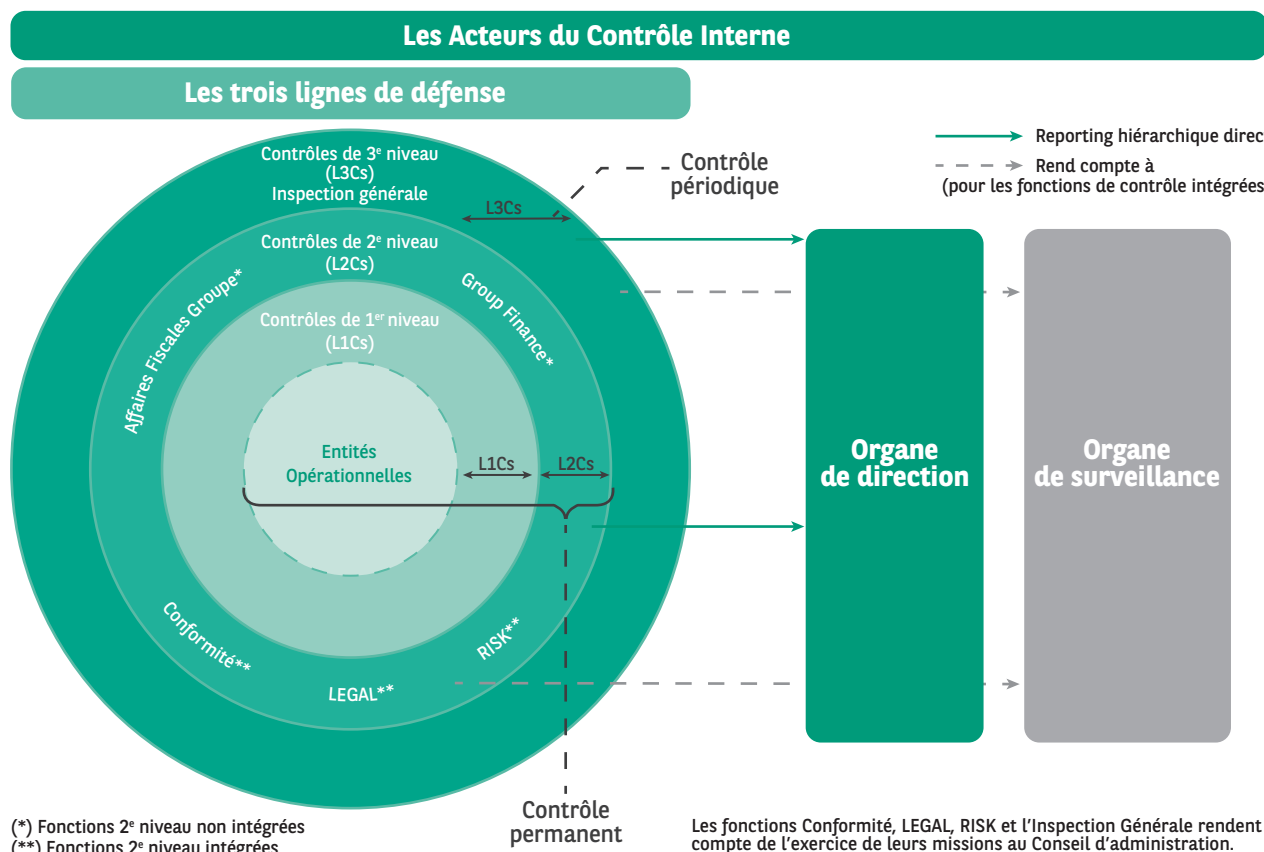 Les Acteurs du Contrôle Interne
Les trois lignes de défense
Reporting hiérarchique direc
Rend compte à
(pour les fonctions de contrôle intégrées
Contrôles de 3e niveau
(L3Cs)
Inspection générale
Contrôle
périodique
L3Cs
Contrôles de 2e niveau
(L2Cs)
Affaires Fiscales Groupe*
Group Finance*
Contrôles de 1er niveau
(L1Cs)
Entités
Opérationnelles
L1Cs
L2Cs
Organe
de direction
Organe
de surveillance
Conformité**
LEGAL**
RISK**
Contrôle
permanent
(*) Fonctions 2e niveau non intégrées
(**) Fonctions 2e niveau intégrées
Les fonctions Conformité, LEGAL, RISK et l'Inspection Générale rendent
compte de l'exercice de leurs missions au Conseil d'administration.